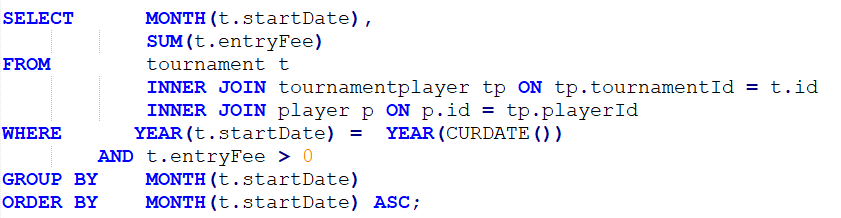 SELECT MONTH(t.startDate),
SUM(t.entryFee)
FROM tournament t
INNER JOIN tournamentplayer tp ON tp.tournamentId = t.id
INNER JOIN player p ON p.id = tp.playerId
WHERE YEAR(t.startDate) = YEAR(CURDATE())
AND t.entryFee > 0
GROUP BY MONTH(t.startDate)
ORDER BY MONTH(t.startDate) ASC;